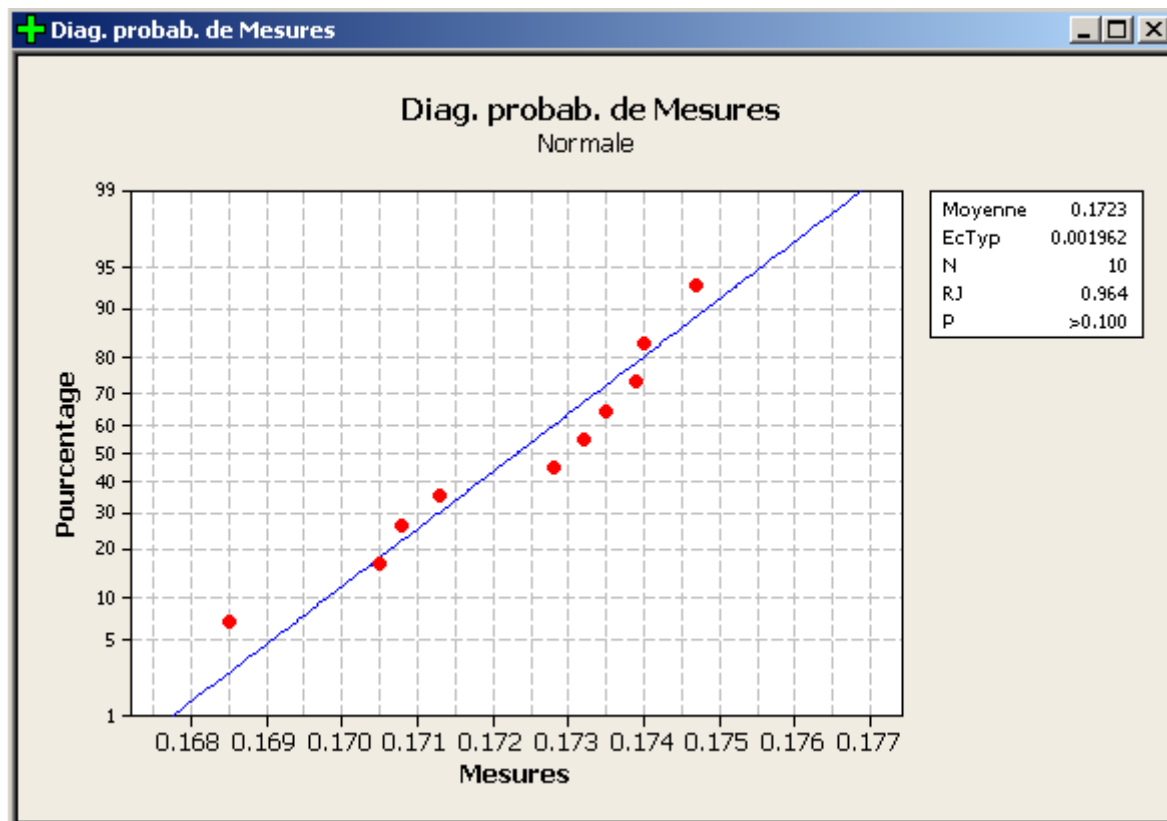 Diag. probab. de Mesures
Diag. probab. de Mesures
Normale
Pourcentage
99
95
90
80
70
60
50
40
30
20
10
5
1
0.168 0.169 0.170 0.171 0.172 0.173 0.174 0.175 0.176 0.177
Mesures
Moyenne 0.1723
EcTyp 0.001962
N 10
RJ 0.964
P >0.100